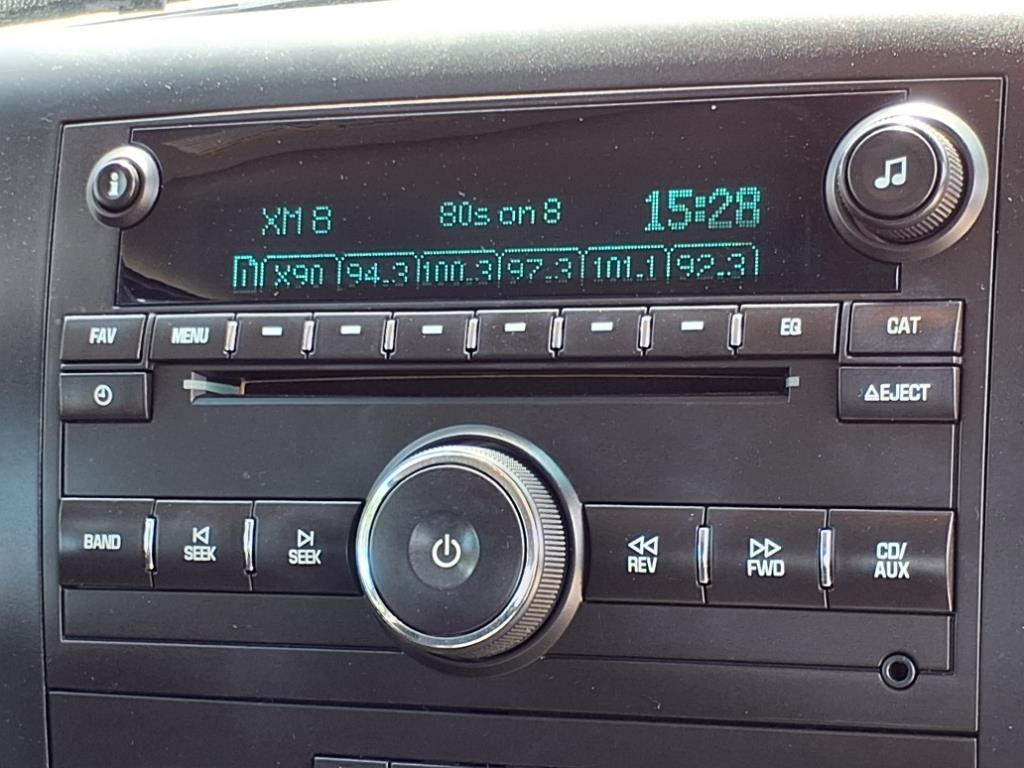 i
XM 8 80s on 8 15:28
1 X90 94.3 100.3 97.3 101.1 92.3
FAV MENU EQ CAT
EJECT
BAND SEEK SEEK REV FWD CD/
AUX